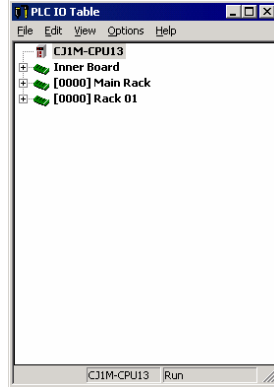 PLC IO Table
File Edit View Options Help
CJ1M-CPU13
Inner Board
[0000] Main Rack
[0000] Rack 01
CJ1M-CPU13 Run